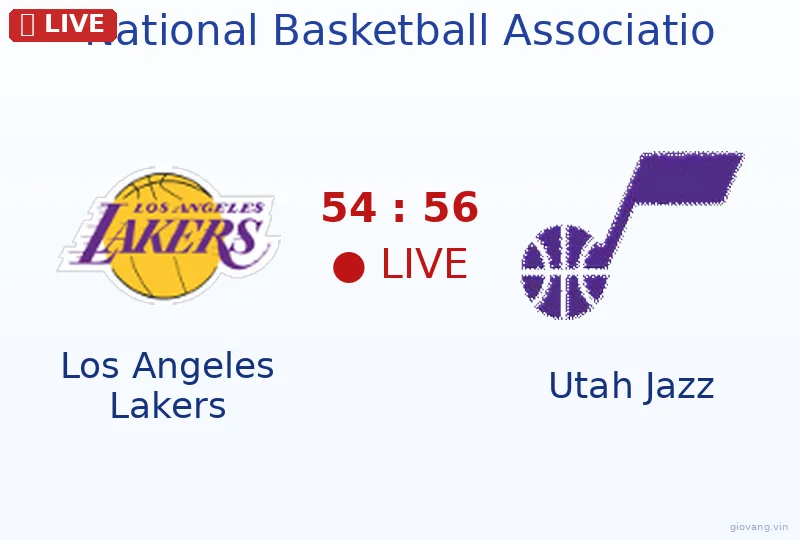 LIVE
National Basketball Associatio
LOS ANGELES
LAKERS
54 : 56
● LIVE
Los Angeles
Lakers
Utah Jazz
giovang.vin